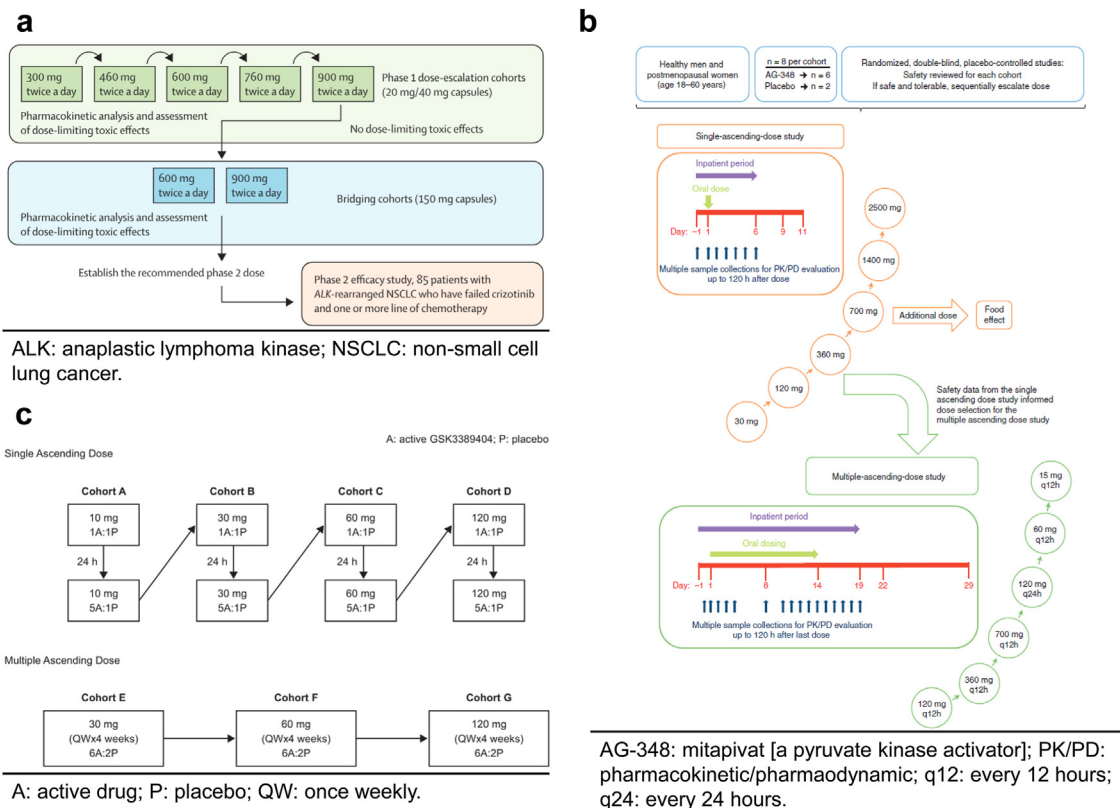 a
300 mg
twice a day
460 mg
twice a day
600 mg
twice a day
760 mg
twice a day
900 mg
twice a day
Phase 1 dose-escalation cohorts
(20 mg/40 mg capsules)
Pharmacokinetic analysis and assessment
of dose-limiting toxic effects
No dose-limiting toxic effects
600 mg
twice a day
900 mg
twice a day
Bridging cohorts (150 mg capsules)
Pharmacokinetic analysis and assessment
of dose-limiting toxic effects
Establish the recommended phase 2 dose
Phase 2 efficacy study, 85 patients with
ALK-rearranged NSCLC who have failed crizotinib
and one or more line of chemotherapy
ALK: anaplastic lymphoma kinase; NSCLC: non-small cell
lung cancer.
b
Healthy men and
postmenopausal women
(age 18–60 years)
n = 8 per cohort
AG-348 → n = 6
Placebo → n = 2
Randomized, double-blind, placebo-controlled studies:
Safety reviewed for each cohort
If safe and tolerable, sequentially escalate dose
Single-ascending-dose study
Inpatient period
Oral dose
Day: –1 1 6 9 11
Multiple sample collections for PK/PD evaluation
up to 120 h after dose
2500 mg
1400 mg
700 mg
Additional dose
Food
effect
360 mg
120 mg
30 mg
Safety data from the single
ascending dose study informed
dose selection for the
multiple ascending dose study
Multiple-ascending-dose study
Inpatient period
Oral dosing
Day: –1 1 8 14 19 22 29
Multiple sample collections for PK/PD evaluation
up to 120 h after last dose
15 mg
q12h
60 mg
q12h
120 mg
q24h
700 mg
q12h
360 mg
q12h
120 mg
q12h
AG-348: mitapivat [a pyruvate kinase activator]; PK/PD:
pharmacokinetic/pharmaodynamic; q12: every 12 hours;
q24: every 24 hours.
c
A: active GSK3389404; P: placebo
Single Ascending Dose
Cohort A
Cohort B
Cohort C
Cohort D
10 mg
1A:1P
30 mg
1A:1P
60 mg
1A:1P
120 mg
1A:1P
24 h
24 h
24 h
24 h
10 mg
5A:1P
30 mg
5A:1P
60 mg
5A:1P
120 mg
5A:1P
Multiple Ascending Dose
Cohort E
Cohort F
Cohort G
30 mg
(QWx4 weeks)
6A:2P
60 mg
(QWx4 weeks)
6A:2P
120 mg
(QWx4 weeks)
6A:2P
A: active drug; P: placebo; QW: once weekly.